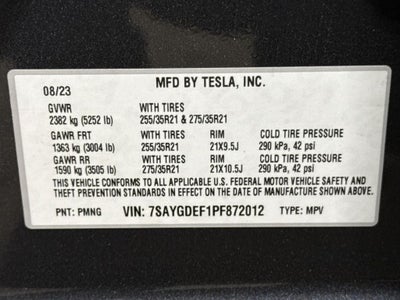 MFD BY TESLA, INC.
08/23
GVWR WITH TIRES
2382 kg (5252 lb) 255/35R21 & 275/35R21
GAWR FRT WITH TIRES RIM COLD TIRE PRESSURE
1363 kg (3004 lb) 255/35R21 21X9.5J 290 kPa, 42 psi
GAWR RR WITH TIRES RIM COLD TIRE PRESSURE
1590 kg (3505 lb) 275/35R21 21X10.5J 290 kPa, 42 psi
THIS VEHICLE CONFORMS TO ALL APPLICABLE U.S. FEDERAL MOTOR VEHICLE SAFETY AND
THEFT PREVENTION STANDARDS IN EFFECT ON THE DATE OF MANUFACTURE SHOWN ABOVE.
PNT: PMNG VIN: 7SAYGDEF1PF872012 TYPE: MPV